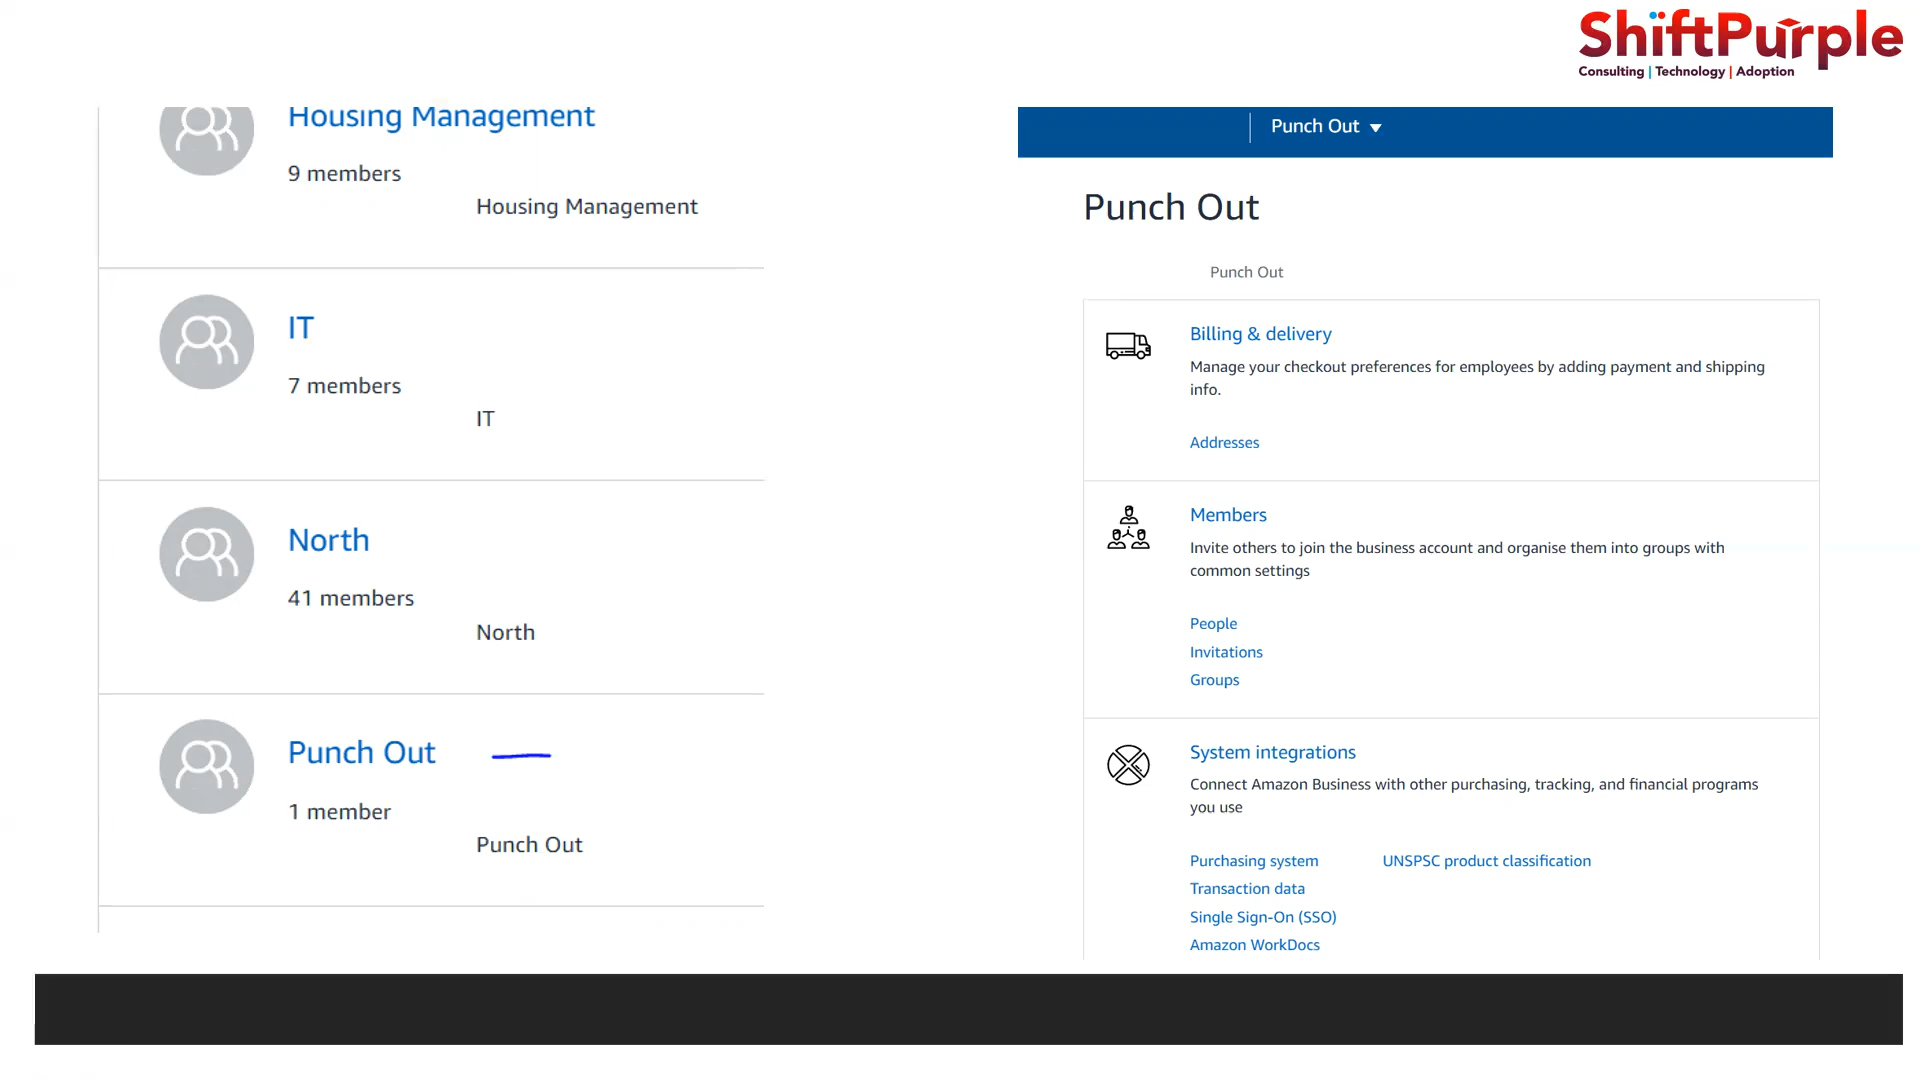 ShiftPurple
Consulting | Technology | Adoption
Housing Management
9 members
Housing Management
IT
7 members
IT
North
41 members
North
Punch Out
1 member
Punch Out
Punch Out
Punch Out
Punch Out
Billing & delivery
Manage your checkout preferences for employees by adding payment and shipping
info.
Addresses
Members
Invite others to join the business account and organise them into groups with
common settings
People
Invitations
Groups
System integrations
Connect Amazon Business with other purchasing, tracking, and financial programs
you use
Purchasing system UNSPSC product classification
Transaction data
Single Sign-On (SSO)
Amazon WorkDocs